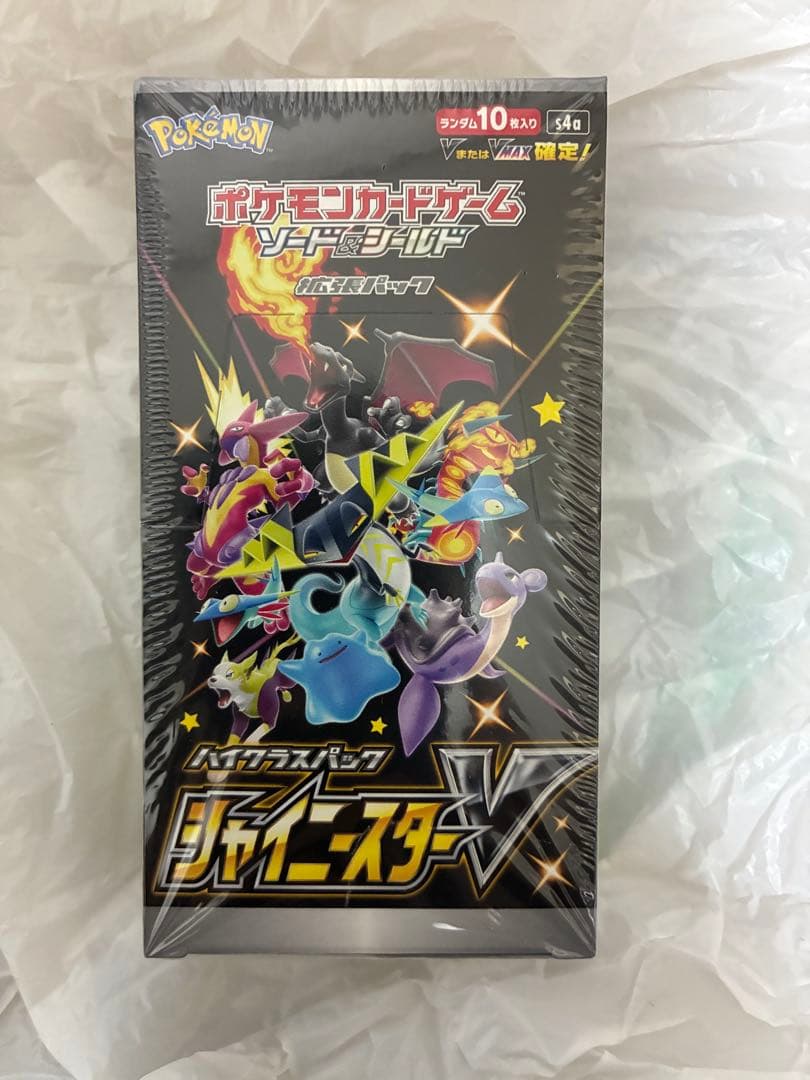 POKÉMON™
ランダム10枚入り s4a
VまたはVMAX確定!
ポケモンカードゲーム™
ソード&シールド
拡張パック
ハイクラスパック
シャイニースターV